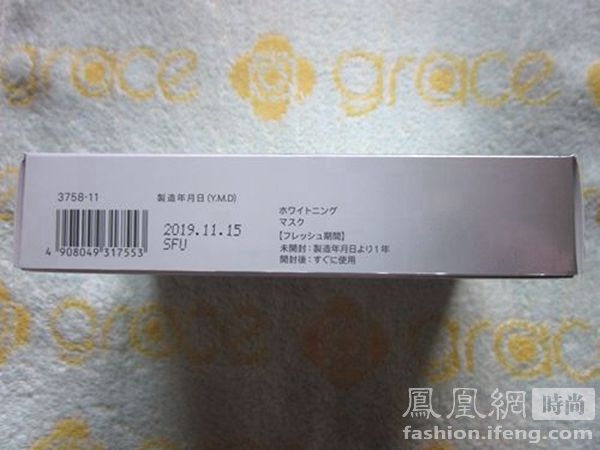 grace grace
3758-11
製造年月日(Y.M.D)
4 908049 317553
2019.11.15
SFU
ホワイトニング
マスク
【フレッシュ期間】
未開封:製造年月日より1年
開封後:すぐに使用
grace grace
鳳凰網 時尚
fashion.ifeng.com